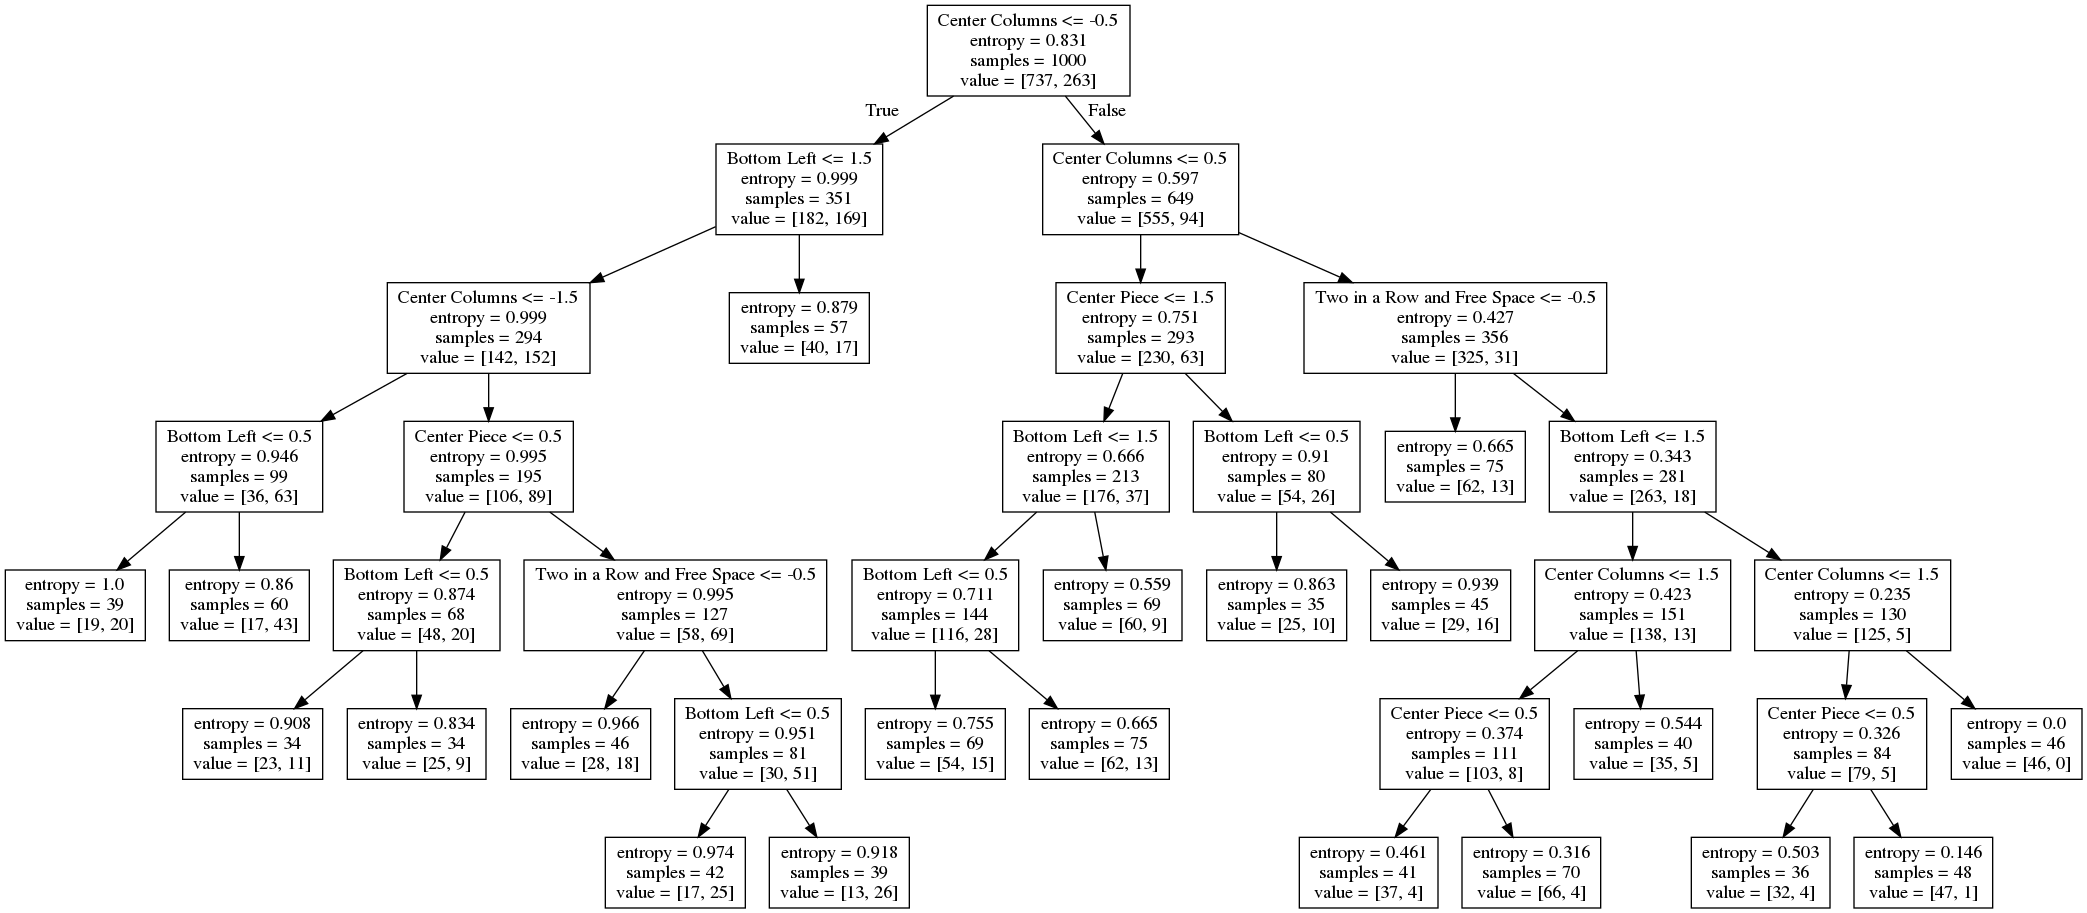 Center Columns <= -0.5
entropy = 0.831
samples = 1000
value = [737, 263]
True
False
Bottom Left <= 1.5
entropy = 0.999
samples = 351
value = [182, 169]
Center Columns <= 0.5
entropy = 0.597
samples = 649
value = [555, 94]
Center Columns <= -1.5
entropy = 0.999
samples = 294
value = [142, 152]
entropy = 0.879
samples = 57
value = [40, 17]
Center Piece <= 1.5
entropy = 0.751
samples = 293
value = [230, 63]
Two in a Row and Free Space <= -0.5
entropy = 0.427
samples = 356
value = [325, 31]
Bottom Left <= 0.5
entropy = 0.946
samples = 99
value = [36, 63]
Center Piece <= 0.5
entropy = 0.995
samples = 195
value = [106, 89]
Bottom Left <= 1.5
entropy = 0.666
samples = 213
value = [176, 37]
Bottom Left <= 0.5
entropy = 0.91
samples = 80
value = [54, 26]
entropy = 0.665
samples = 75
value = [62, 13]
Bottom Left <= 1.5
entropy = 0.343
samples = 281
value = [263, 18]
entropy = 1.0
samples = 39
value = [19, 20]
entropy = 0.86
samples = 60
value = [17, 43]
Bottom Left <= 0.5
entropy = 0.874
samples = 68
value = [48, 20]
Two in a Row and Free Space <= -0.5
entropy = 0.995
samples = 127
value = [58, 69]
Bottom Left <= 0.5
entropy = 0.711
samples = 144
value = [116, 28]
entropy = 0.559
samples = 69
value = [60, 9]
entropy = 0.863
samples = 35
value = [25, 10]
entropy = 0.939
samples = 45
value = [29, 16]
Center Columns <= 1.5
entropy = 0.423
samples = 151
value = [138, 13]
Center Columns <= 1.5
entropy = 0.235
samples = 130
value = [125, 5]
entropy = 0.908
samples = 34
value = [23, 11]
entropy = 0.834
samples = 34
value = [25, 9]
entropy = 0.966
samples = 46
value = [28, 18]
Bottom Left <= 0.5
entropy = 0.951
samples = 81
value = [30, 51]
entropy = 0.755
samples = 69
value = [54, 15]
entropy = 0.665
samples = 75
value = [62, 13]
Center Piece <= 0.5
entropy = 0.374
samples = 111
value = [103, 8]
entropy = 0.544
samples = 40
value = [35, 5]
Center Piece <= 0.5
entropy = 0.326
samples = 84
value = [79, 5]
entropy = 0.0
samples = 46
value = [46, 0]
entropy = 0.974
samples = 42
value = [17, 25]
entropy = 0.918
samples = 39
value = [13, 26]
entropy = 0.461
samples = 41
value = [37, 4]
entropy = 0.316
samples = 70
value = [66, 4]
entropy = 0.503
samples = 36
value = [32, 4]
entropy = 0.146
samples = 48
value = [47, 1]